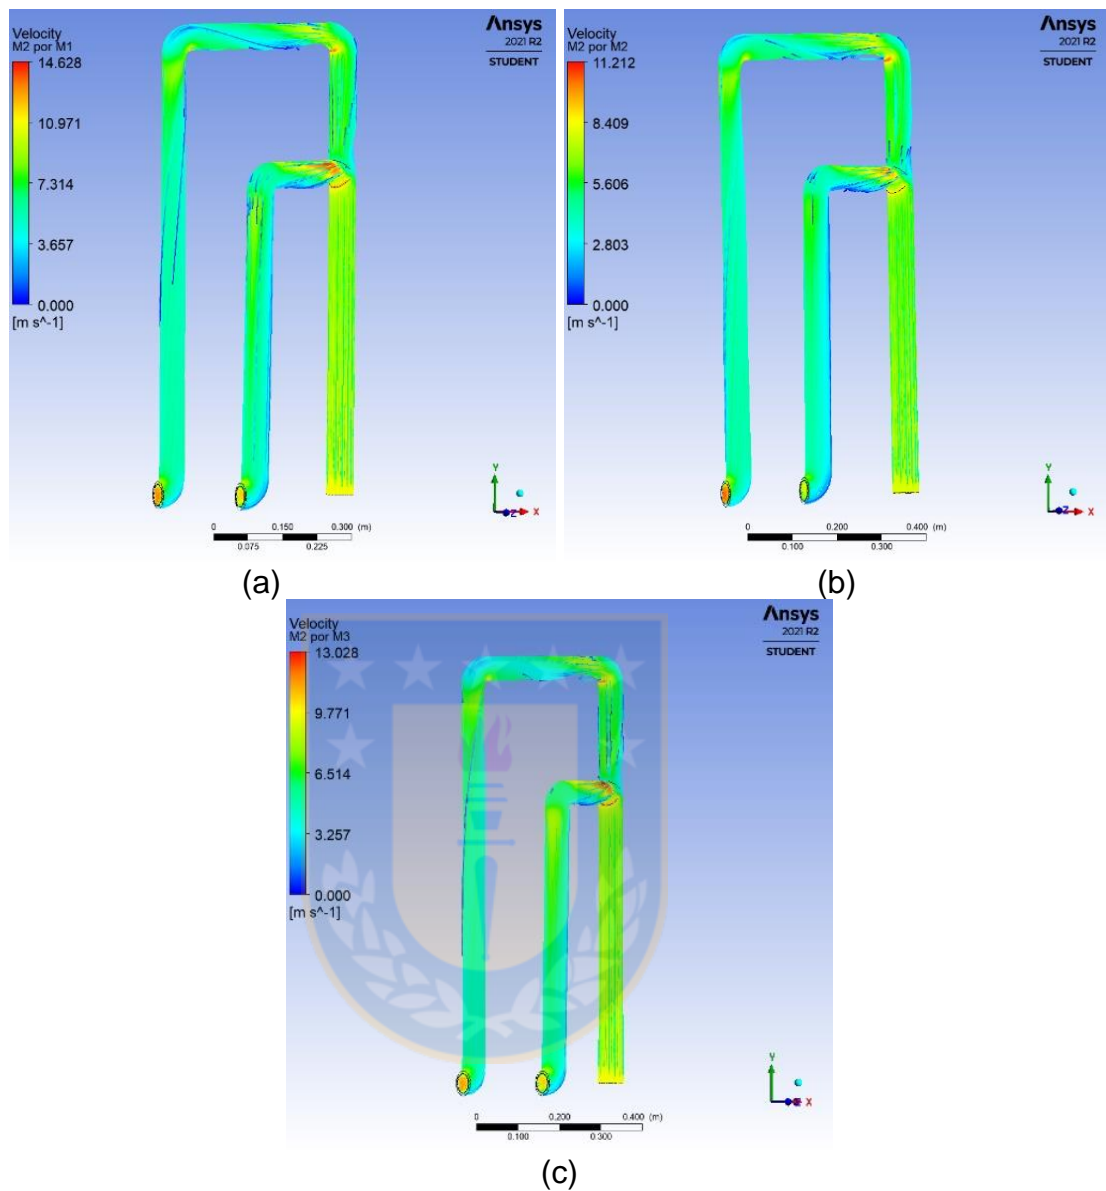 Velocity
M2 por M1
14.628
10.971
7.314
3.657
0.000
[m s^-1]
Ansys
2021 R2
STUDENT
Y
Z
X
0
0.150
0.300
(m)
0.075
0.225
(a)
Velocity
M2 por M2
11.212
8.409
5.606
2.803
0.000
[m s^-1]
Ansys
2021 R2
STUDENT
Y
Z
X
0
0.200
0.400
(m)
0.100
0.300
(b)
Velocity
M2 por M3
13.028
9.771
6.514
3.257
0.000
[m s^-1]
Ansys
2021 R2
STUDENT
Y
X
0
0.200
0.400
(m)
0.100
0.300
(c)